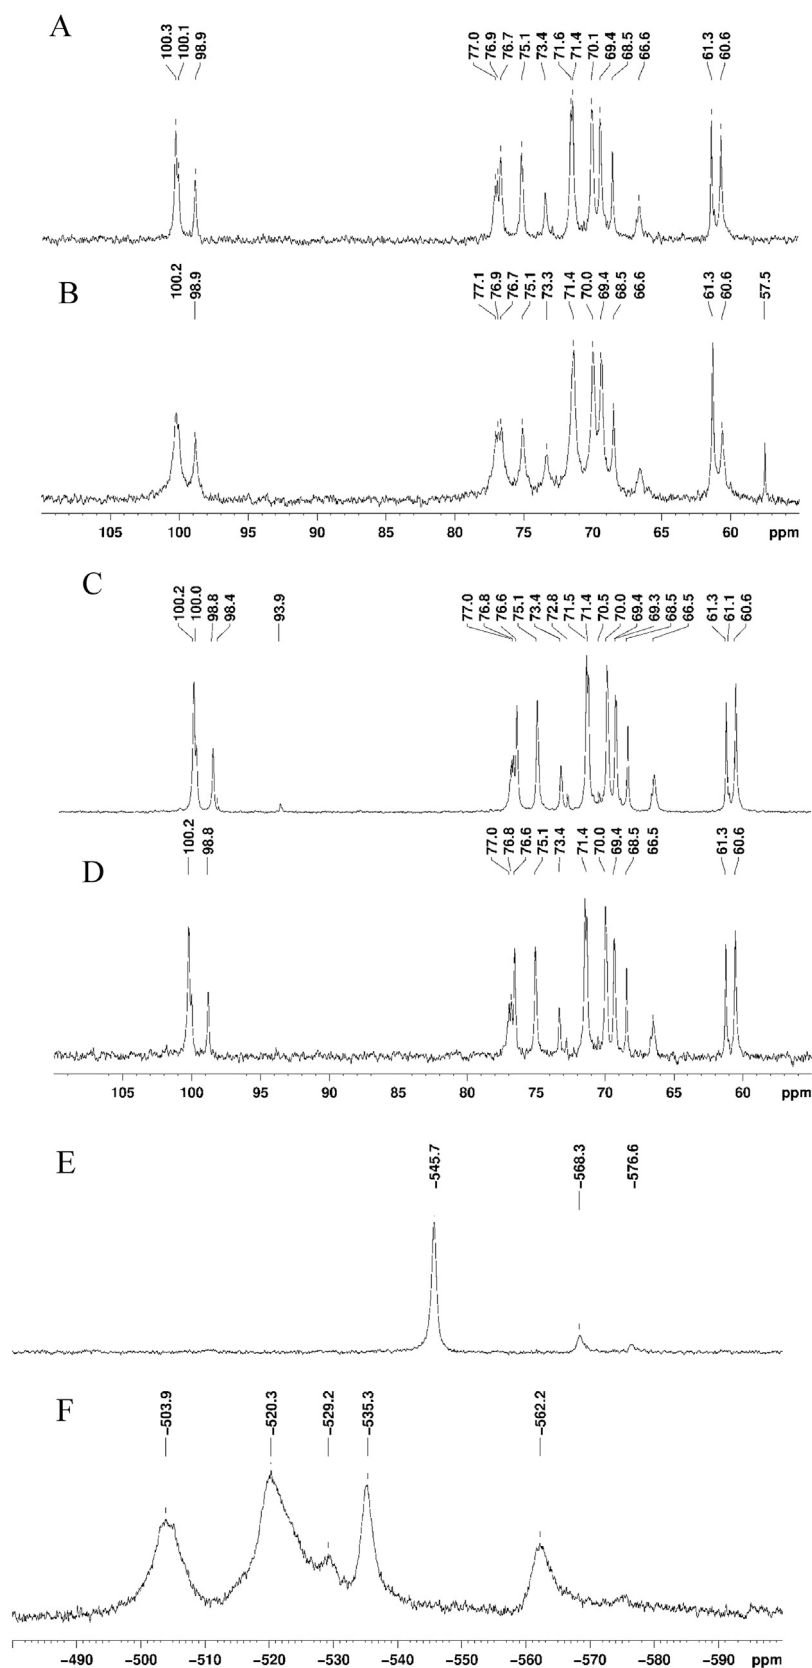 A
100.3 100.1 98.9 77.0 76.9 76.7 75.1 73.4 71.6 71.4 70.1 69.4 68.5 66.6 61.3 60.6
B
100.2 98.9 77.1 76.9 76.7 75.1 73.3 71.4 70.0 69.4 68.5 66.6 61.3 60.6 57.5
105 100 95 90 85 80 75 70 65 60 ppm
C
100.2 100.0 98.8 98.4 93.9 77.0 76.8 76.6 75.1 73.4 72.8 71.5 71.4 70.5 70.0 69.4 69.3 68.5 66.5 61.3 61.1 60.6
D
100.2 98.8 77.0 76.8 76.6 75.1 73.4 71.4 70.0 69.4 68.5 66.5 61.3 60.6
105 100 95 90 85 80 75 70 65 60 ppm
E
-545.7 -568.3 -576.6
F
-503.9 -520.3 -529.2 -535.3 -562.2
-490 -500 -510 -520 -530 -540 -550 -560 -570 -580 -590 ppm